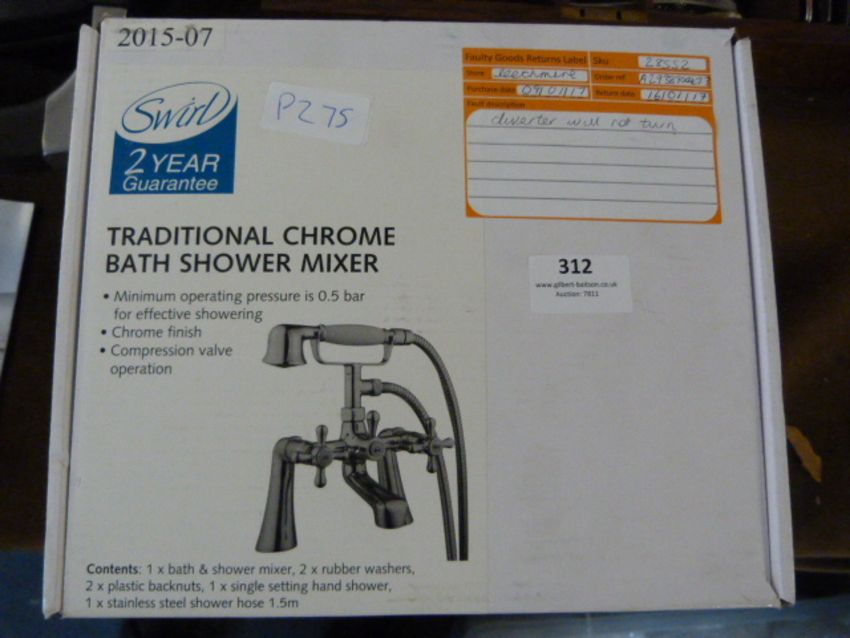 2015-07
Swirl
2 YEAR
Guarantee
PZ 75
Faulty Goods Returns Label Sku 28552
Store Leechmere Order ref
Purchase date 09/01/17 Return date 16/01/17
Fault description
diverter will not turn
TRADITIONAL CHROME
BATH SHOWER MIXER
• Minimum operating pressure is 0.5 bar
for effective showering
• Chrome finish
• Compression valve
operation
312
www.gilbert-baitson.co.uk
Auction: 7811
Contents: 1 x bath & shower mixer, 2 x rubber washers,
2 x plastic backnuts, 1 x single setting hand shower,
1 x stainless steel shower hose 1.5m